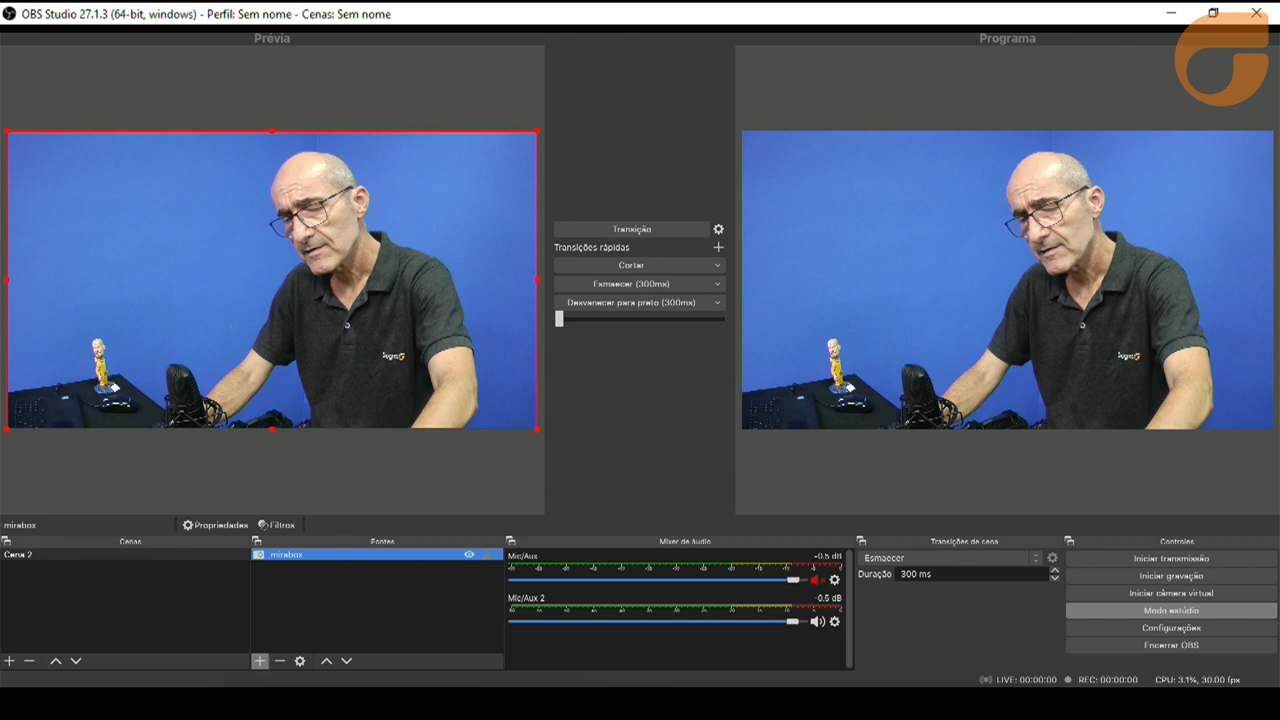 OBS Studio 27.1.3 (64-bit, windows) - Perfil: Sem nome - Cenas: Sem nome
Prévia
Programa
Transição
Transições rápidas
Cortar
Esmaecer (300ms)
Desvanecer para preto (300ms)
mirabox
Propriedades
Filtros
Cenas
Fontes
Mixer de áudio
Transições de cena
Controles
Cena 2
mirabox
Mic/Aux
-0.5 dB
Mic/Aux 2
-0.5 dB
Esmaecer
Duração 300 ms
Iniciar transmissão
Iniciar gravação
Iniciar câmera virtual
Modo estúdio
Configurações
Encerrar OBS
LIVE: 00:00:00
REC: 00:00:00
CPU: 3.1%, 30.00 fps